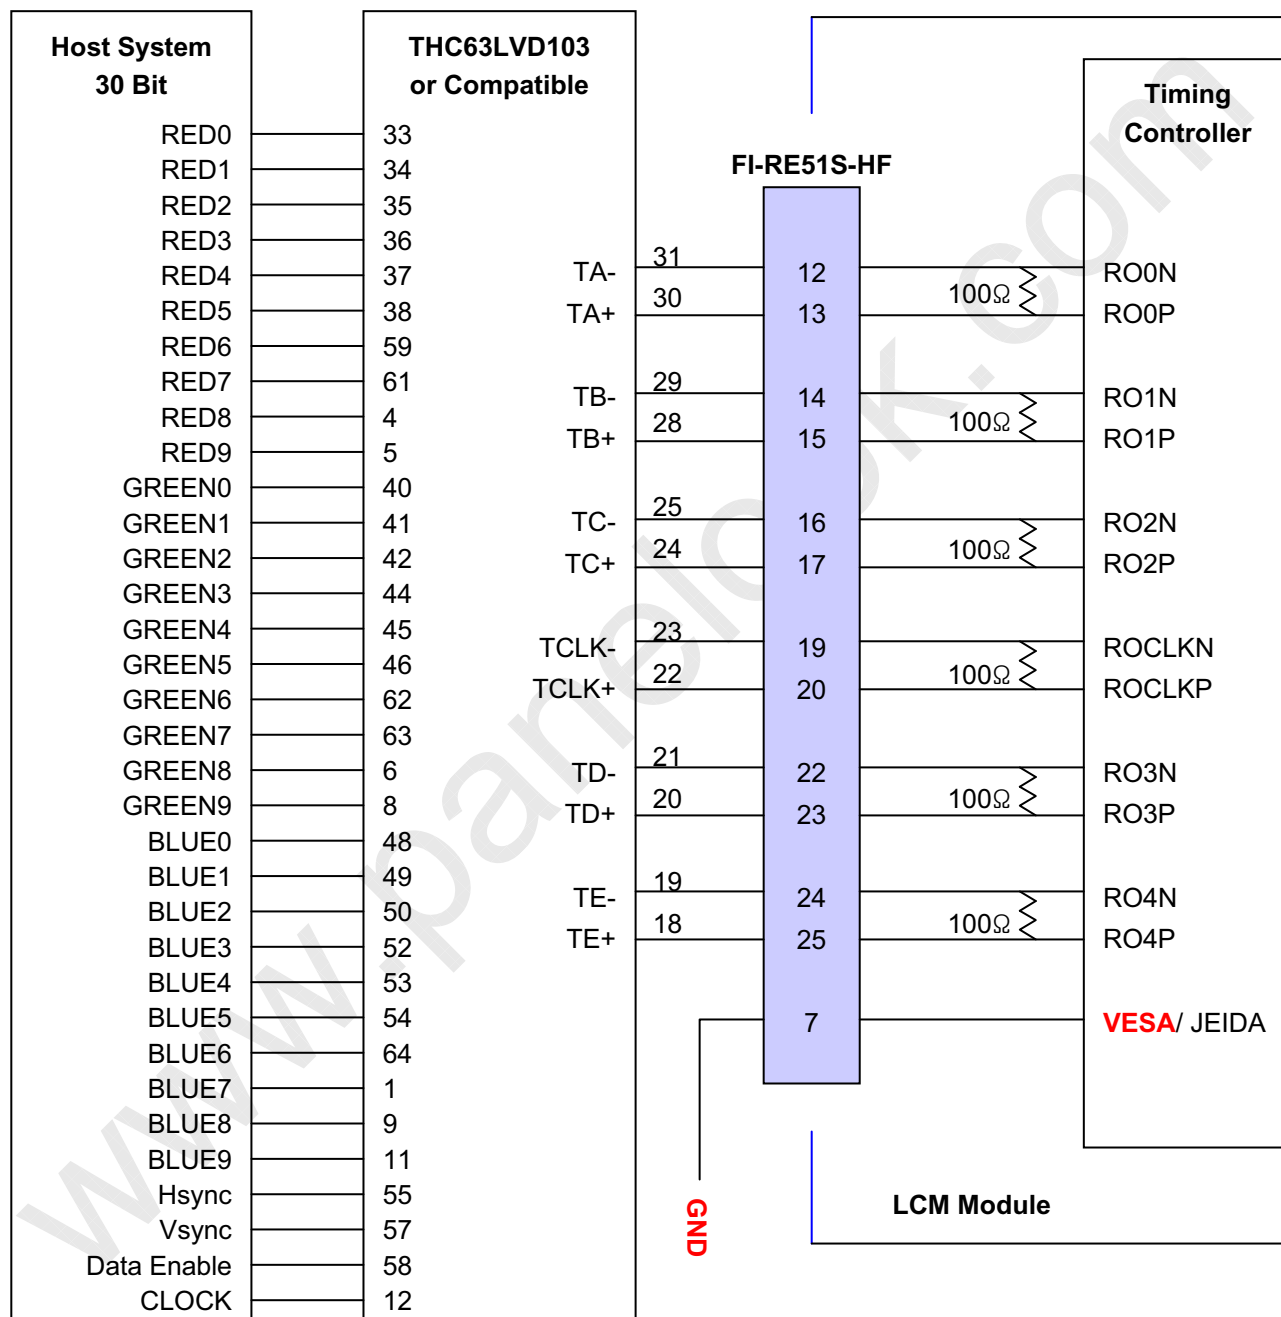 Host System
30 Bit
RED0
RED1
RED2
RED3
RED4
RED5
RED6
RED7
RED8
RED9
GREEN0
GREEN1
GREEN2
GREEN3
GREEN4
GREEN5
GREEN6
GREEN7
GREEN8
GREEN9
BLUE0
BLUE1
BLUE2
BLUE3
BLUE4
BLUE5
BLUE6
BLUE7
BLUE8
BLUE9
Hsync
Vsync
Data Enable
CLOCK
THC63LVD103
or Compatible
33
34
35
36
37
38
59
61
4
5
40
41
42
44
45
46
62
63
6
8
48
49
50
52
53
54
64
1
9
11
55
57
58
12
TA-
TA+
TB-
TB+
TC-
TC+
TCLK-
TCLK+
TD-
TD+
TE-
TE+
31
30
29
28
25
24
23
22
21
20
19
18
FI-RE51S-HF
12
13
14
15
16
17
19
20
22
23
24
25
7
GND
100Ω
100Ω
100Ω
100Ω
100Ω
100Ω
Timing
Controller
RO0N
RO0P
RO1N
RO1P
RO2N
RO2P
ROCLKN
ROCLKP
RO3N
RO3P
RO4N
RO4P
VESA/ JEIDA
LCM Module
www.panelook.com